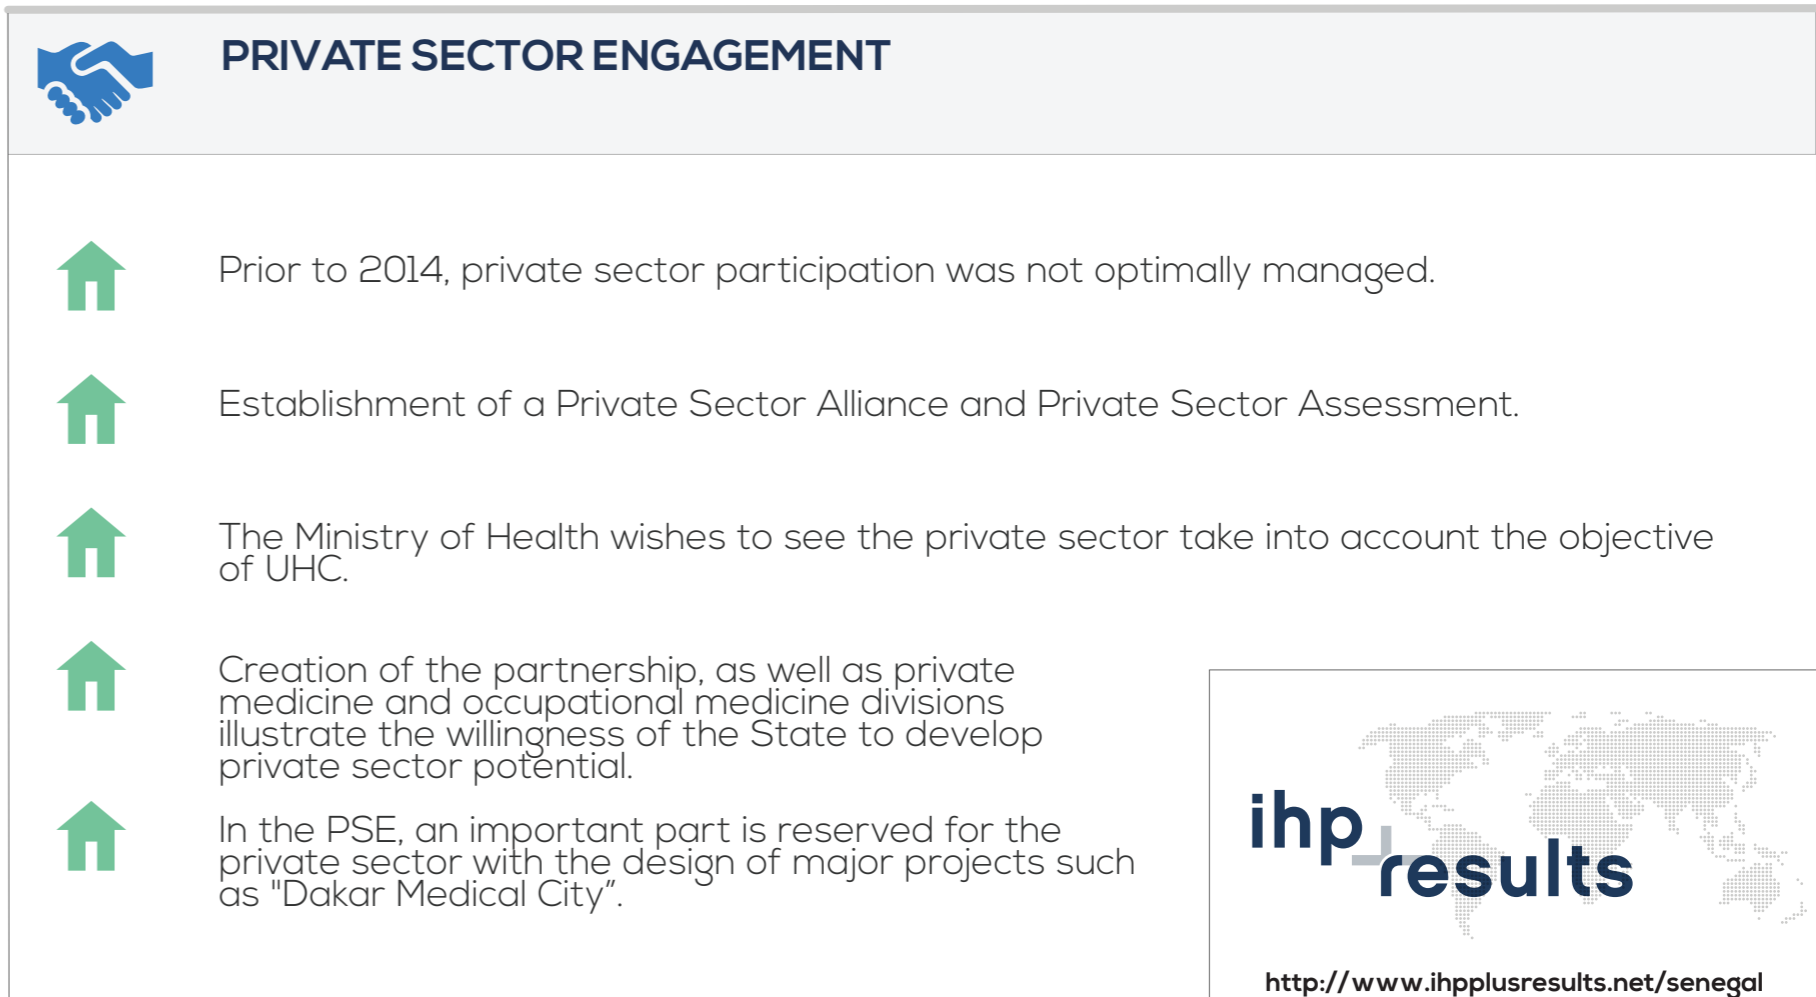 PRIVATE SECTOR ENGAGEMENT
Prior to 2014, private sector participation was not optimally managed.
Establishment of a Private Sector Alliance and Private Sector Assessment.
The Ministry of Health wishes to see the private sector take into account the objective
of UHC.
Creation of the partnership, as well as private
medicine and occupational medicine divisions
illustrate the willingness of the State to develop
private sector potential.
In the PSE, an important part is reserved for the
private sector with the design of major projects such
as "Dakar Medical City”.
ihp+
results
http://www.ihpplusresults.net/senegal